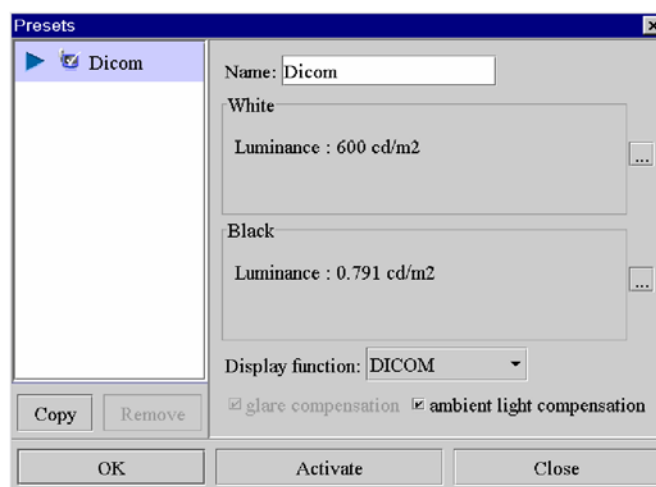 Presets
Dicom
Name: Dicom
White
Luminance : 600 cd/m2
...
Black
Luminance : 0.791 cd/m2
...
Display function: DICOM
glare compensation ambient light compensation
Copy Remove
OK Activate Close